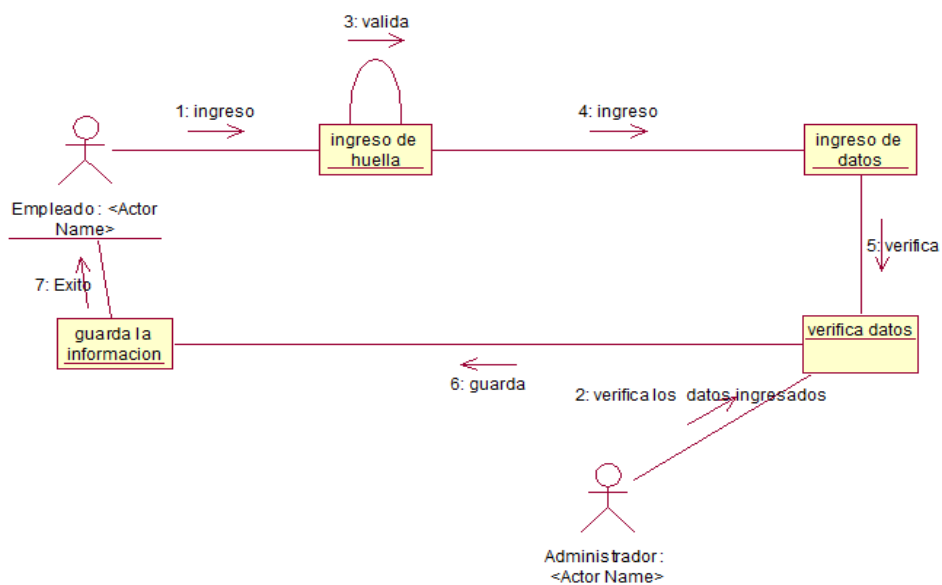 3: valida
1: ingreso
4: ingreso
ingreso de
huella
ingreso de
datos
Empleado : <Actor
Name>
5: verifica
7: Exito
guarda la
informacion
verifica datos
6: guarda
2: verifica los datos ingresados
Administrador :
<Actor Name>